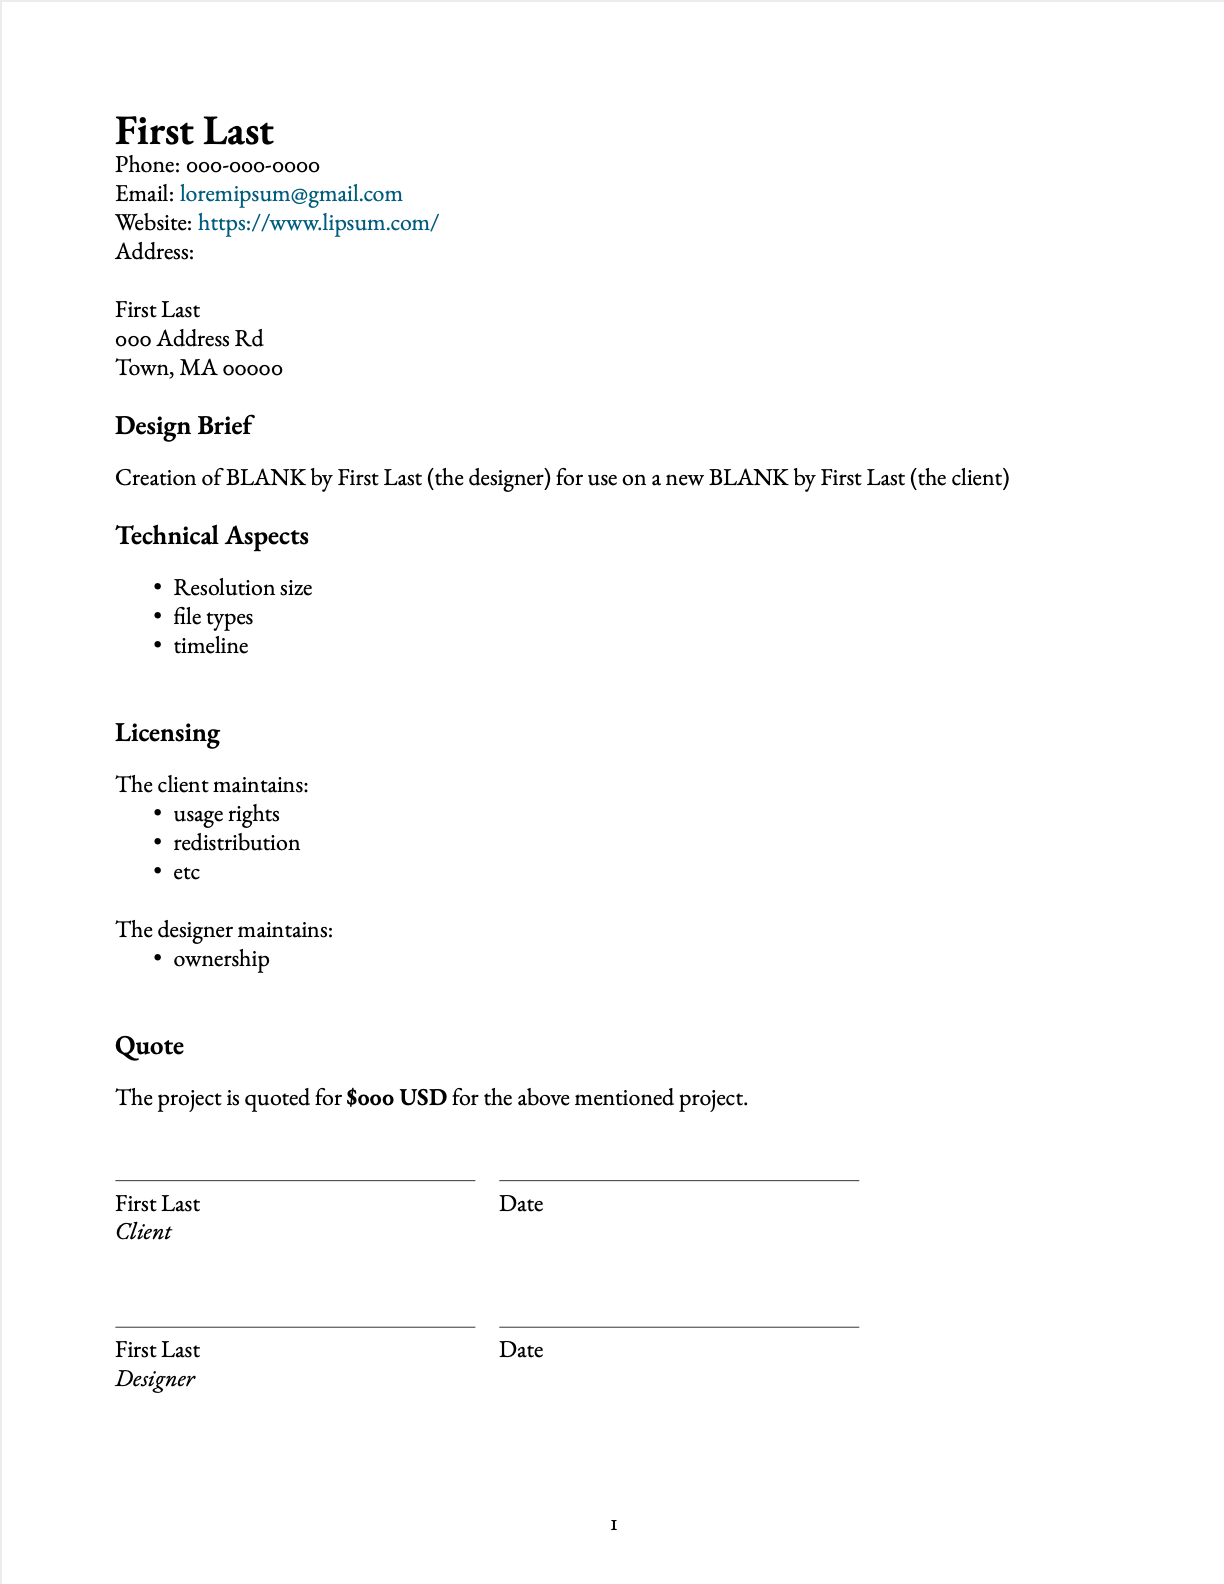 First Last
Phone: 000-000-0000
Email: loremipsum@gmail.com
Website: https://www.lipsum.com/
Address:
First Last
000 Address Rd
Town, MA 00000
Design Brief
Creation of BLANK by First Last (the designer) for use on a new BLANK by First Last (the client)
Technical Aspects
• Resolution size
• file types
• timeline
Licensing
The client maintains:
• usage rights
• redistribution
• etc
The designer maintains:
• ownership
Quote
The project is quoted for $000 USD for the above mentioned project.
First Last Date
Client
First Last Date
Designer
1